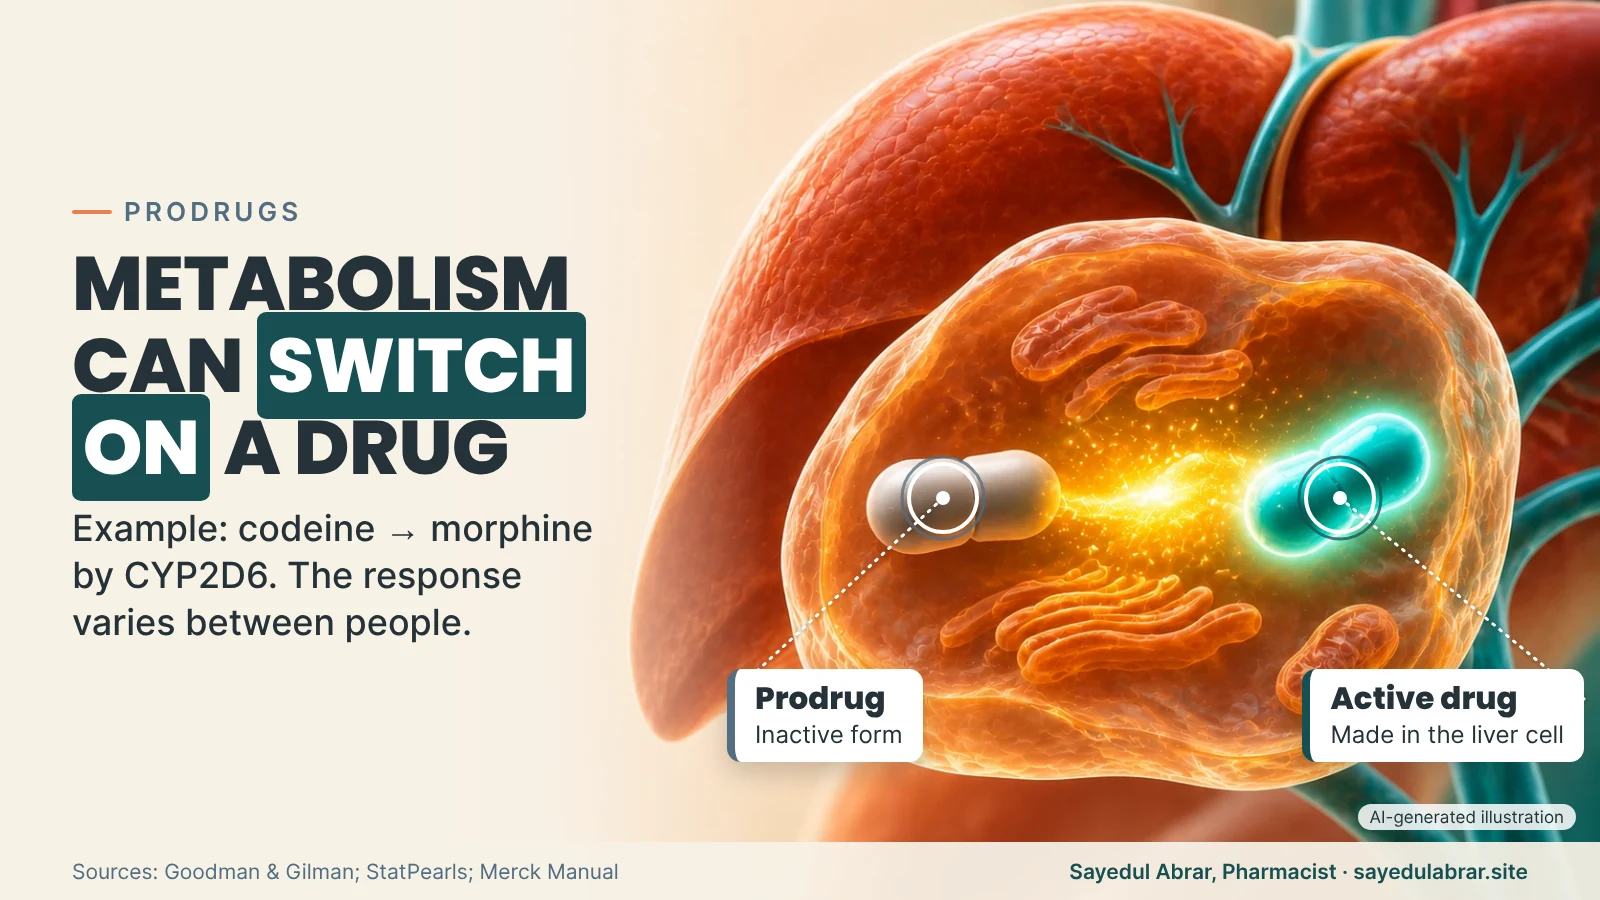 PRODRUGS
METABOLISM
CAN SWITCH
ON A DRUG
Example: codeine → morphine
by CYP2D6. The response
varies between people.
Prodrug
Inactive form
Active drug
Made in the liver cell
AI-generated illustration
Sources: Goodman & Gilman; StatPearls; Merck Manual
Sayedul Abrar, Pharmacist · sayedulabrar.site